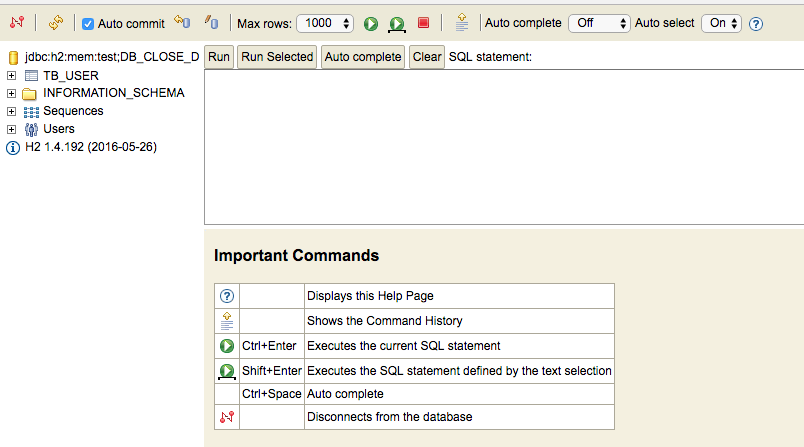 Auto commit Max rows: 1000 Auto complete Off Auto select On ?
jdbc:h2:mem:test;DB_CLOSE_D
TB_USER
INFORMATION_SCHEMA
Sequences
Users
H2 1.4.192 (2016-05-26)
Run Run Selected Auto complete Clear SQL statement:
Important Commands
? Displays this Help Page
Shows the Command History
Ctrl+Enter Executes the current SQL statement
Shift+Enter Executes the SQL statement defined by the text selection
Ctrl+Space Auto complete
Disconnects from the database